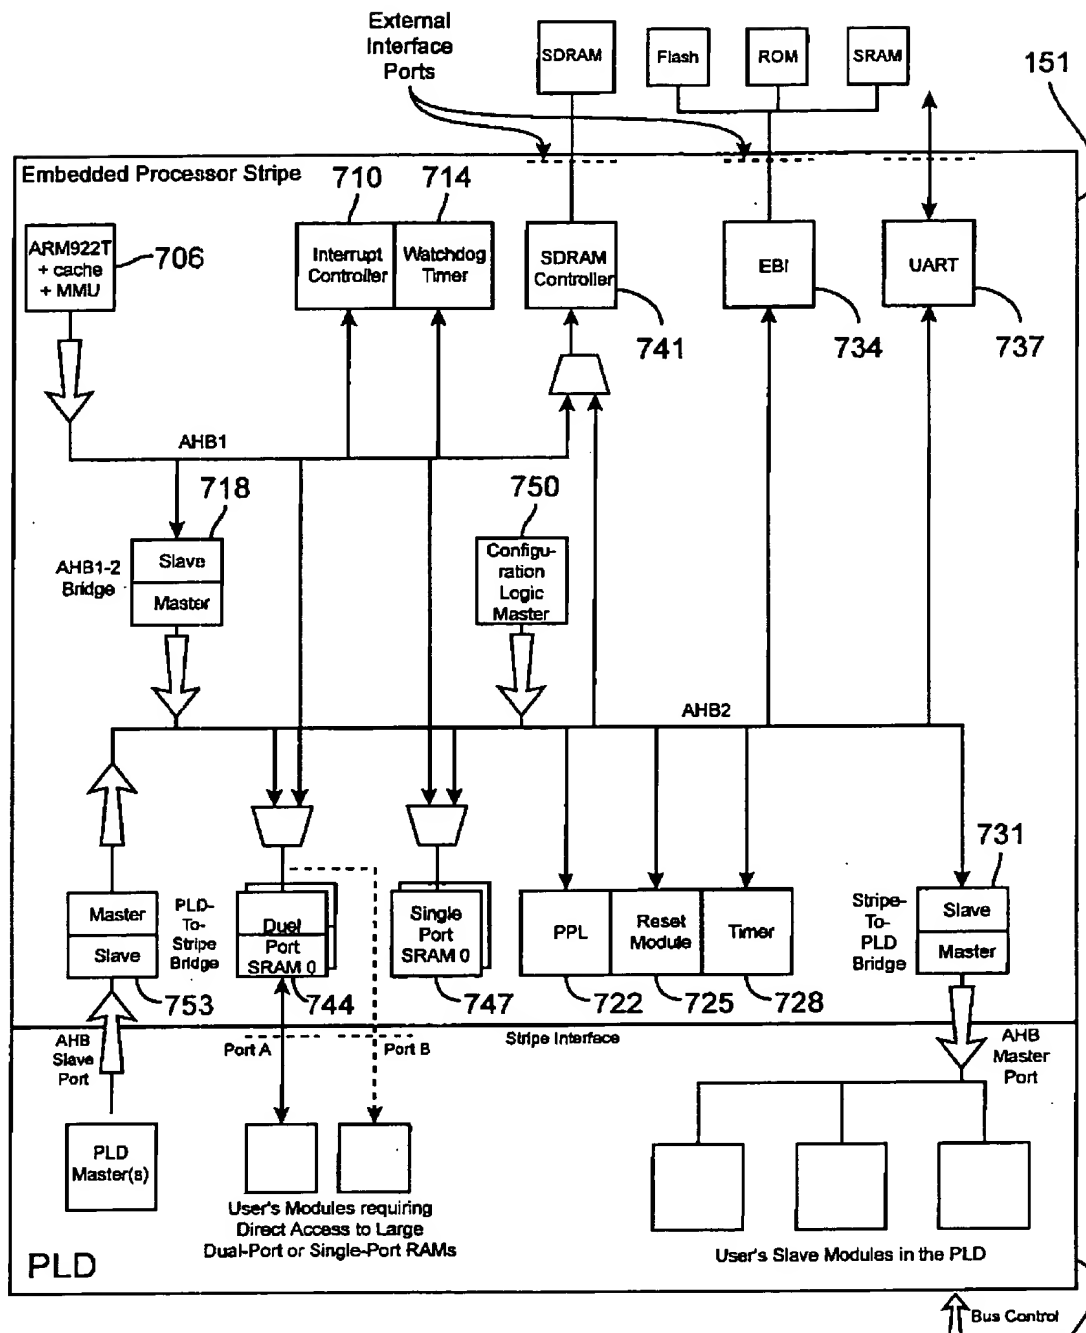 External
Interface
Ports
SDRAM
Flash
ROM
SRAM
151
Embedded Processor Stripe
710
714
ARM922T
+ cache
+ MMU
706
Interrupt
Controller
Watchdog
Timer
SDRAM
Controller
EBI
UART
741
734
737
AHB1
718
750
AHB1-2
Bridge
Slave
Master
Configu-
ration
Logic
Master
AHB2
731
Master
Slave
PLD-
To-
Stripe
Bridge
Duel
Port
SRAM 0
Single
Port
SRAM 0
PPL
Reset
Module
Timer
Stripe-
To-
PLD
Bridge
Slave
Master
753
744
747
722
725
728
AHB
Slave
Port
Port A
Port B
Stripe Interface
AHB
Master
Port
PLD
Master(s)
User's Modules requiring
Direct Access to Large
Dual-Port or Single-Port RAMs
User's Slave Modules in the PLD
PLD
Bus Control